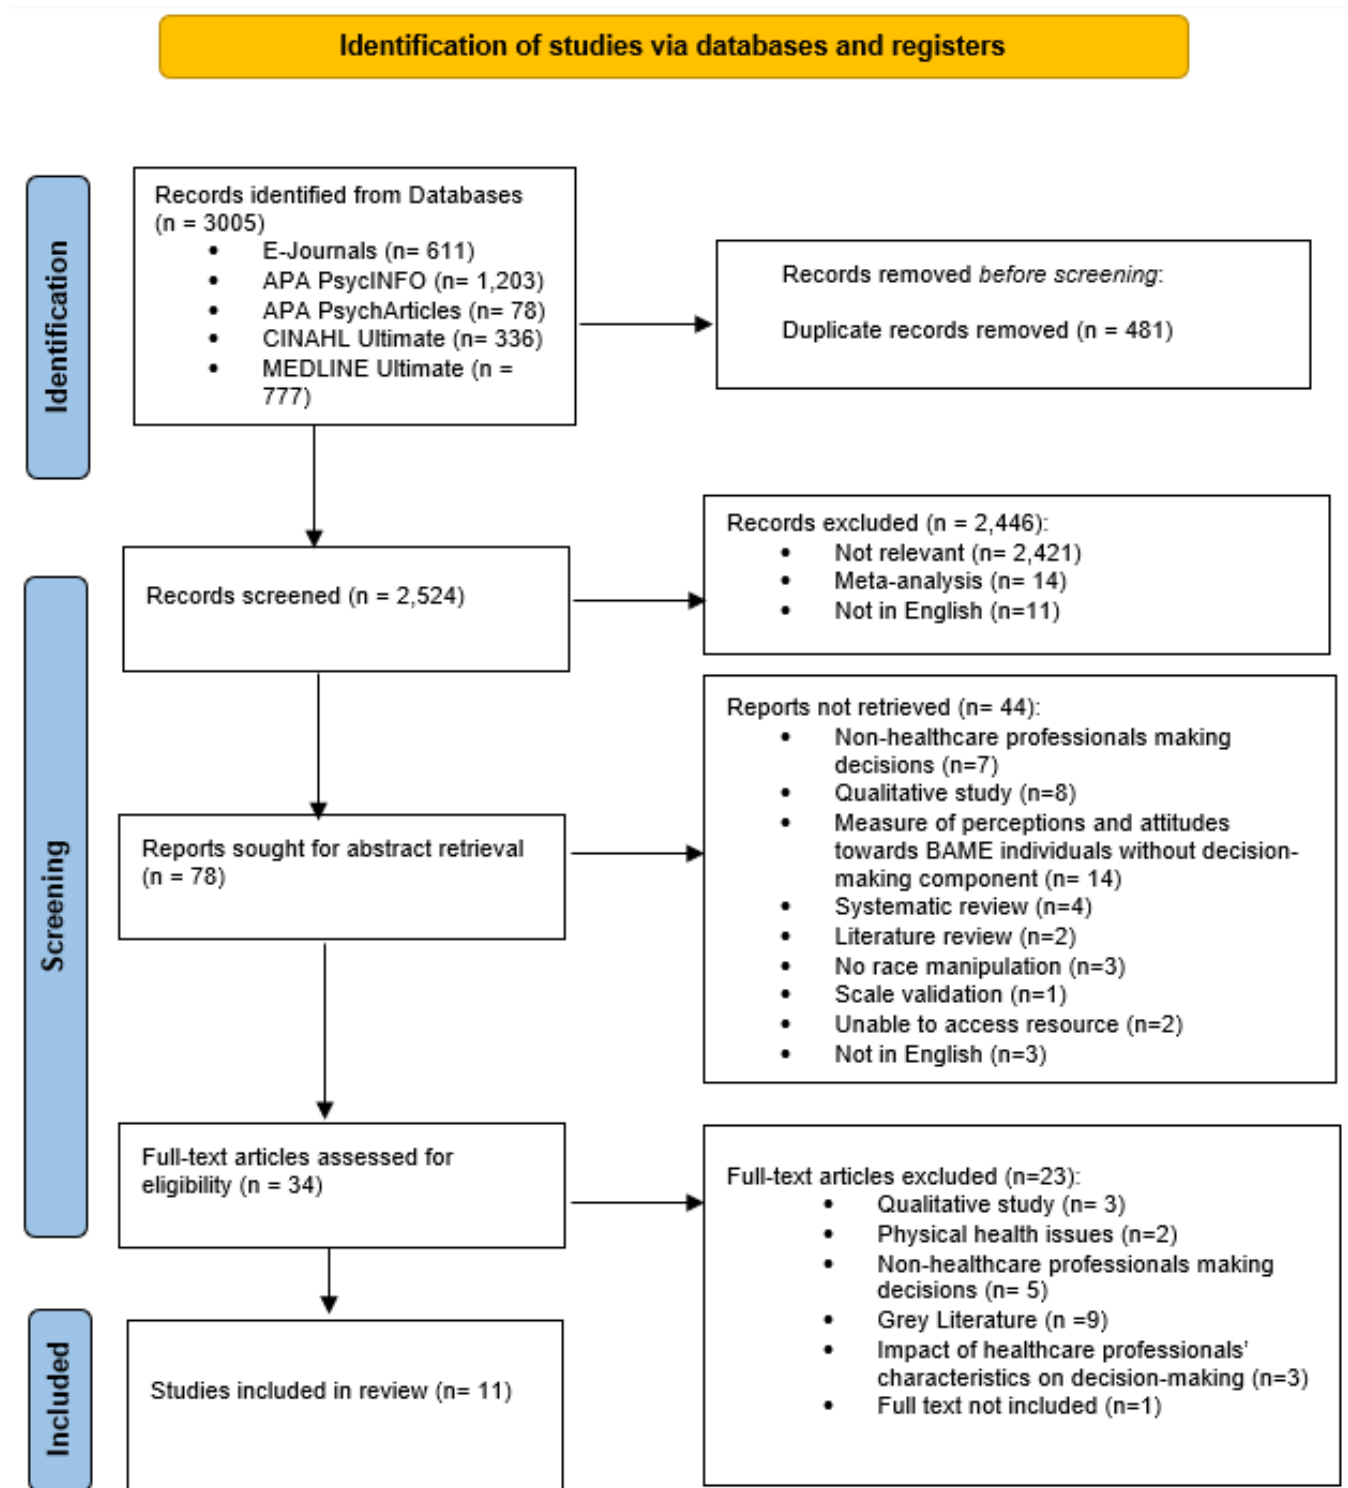 Identification of studies via databases and registers
Identification
Records identified from Databases
(n = 3005)
• E-Journals (n= 611)
• APA PsycINFO (n= 1,203)
• APA PsychArticles (n= 78)
• CINAHL Ultimate (n= 336)
• MEDLINE Ultimate (n =
777)
Records removed before screening:
Duplicate records removed (n = 481)
Screening
Records screened (n = 2,524)
Records excluded (n = 2,446):
• Not relevant (n= 2,421)
• Meta-analysis (n= 14)
• Not in English (n=11)
Reports sought for abstract retrieval
(n = 78)
Reports not retrieved (n= 44):
• Non-healthcare professionals making
decisions (n=7)
• Qualitative study (n=8)
• Measure of perceptions and attitudes
towards BAME individuals without decision-
making component (n= 14)
• Systematic review (n=4)
• Literature review (n=2)
• No race manipulation (n=3)
• Scale validation (n=1)
• Unable to access resource (n=2)
• Not in English (n=3)
Full-text articles assessed for
eligibility (n = 34)
Full-text articles excluded (n=23):
• Qualitative study (n= 3)
• Physical health issues (n=2)
• Non-healthcare professionals making
decisions (n= 5)
• Grey Literature (n =9)
• Impact of healthcare professionals'
characteristics on decision-making (n=3)
• Full text not included (n=1)
Included
Studies included in review (n= 11)